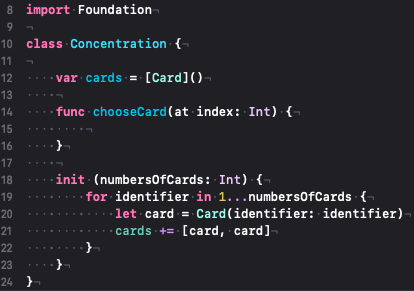 8 import Foundation¬
9 ¬
10 class Concentration {¬
11 ¬
12 ····var cards = [Card]()¬
13 ····¬
14 ····func chooseCard(at index: Int) {¬
15 ········¬
16 ····}¬
17 ····¬
18 ····init (numbersOfCards: Int) {¬
19 ········for identifier in 1...numbersOfCards {¬
20 ············let card = Card(identifier: identifier)¬
21 ············cards += [card, card]¬
22 ········}¬
23 ····}¬
24 }¬